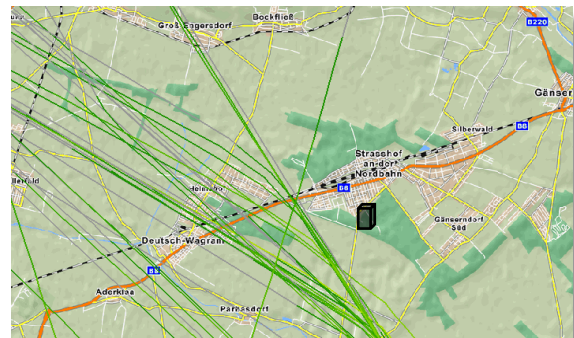 Bockfließ
Groß Engersdorf
B220
Gänser
B8
Silberwald
Strasshof
an der
Nordbahn
B8
Gänserndorf
Süd
Deutsch-Wagram
B8
Aderklaa
Parbasdorf